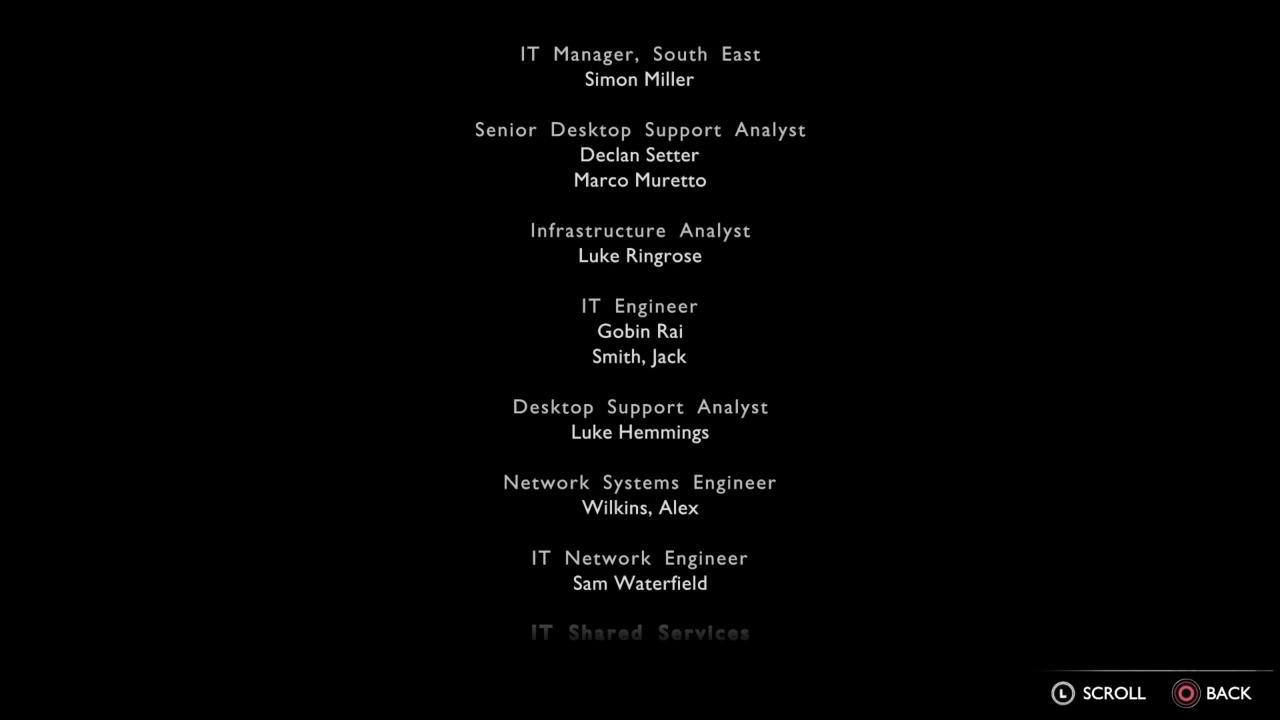 IT Manager, South East
Simon Miller
Senior Desktop Support Analyst
Declan Setter
Marco Muretto
Infrastructure Analyst
Luke Ringrose
IT Engineer
Gobin Rai
Smith, Jack
Desktop Support Analyst
Luke Hemmings
Network Systems Engineer
Wilkins, Alex
IT Network Engineer
Sam Waterfield
IT Shared Services
L SCROLL
BACK